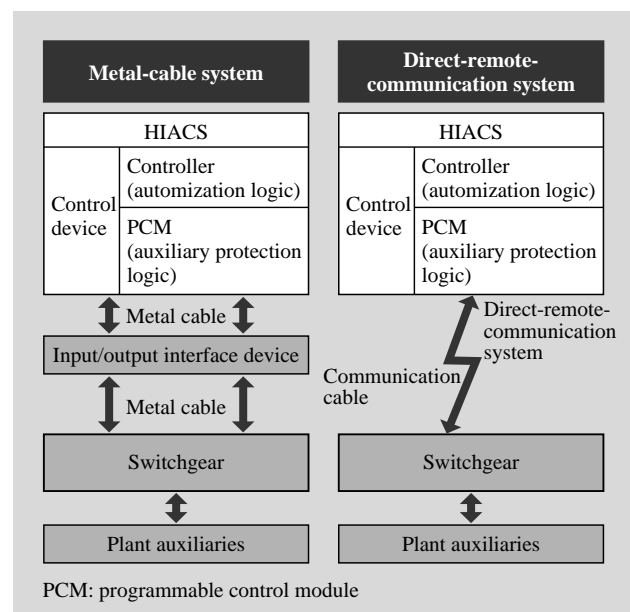 Metal-cable system
HIACS
Control
device
Controller
(automization logic)
PCM
(auxiliary protection
logic)
Metal cable
Input/output interface device
Metal cable
Switchgear
Plant auxiliaries
Direct-remote-
communication system
HIACS
Control
device
Controller
(automization logic)
PCM
(auxiliary protection
logic)
Direct-remote-
communication
system
Communication
cable
Switchgear
Plant auxiliaries
PCM: programmable control module